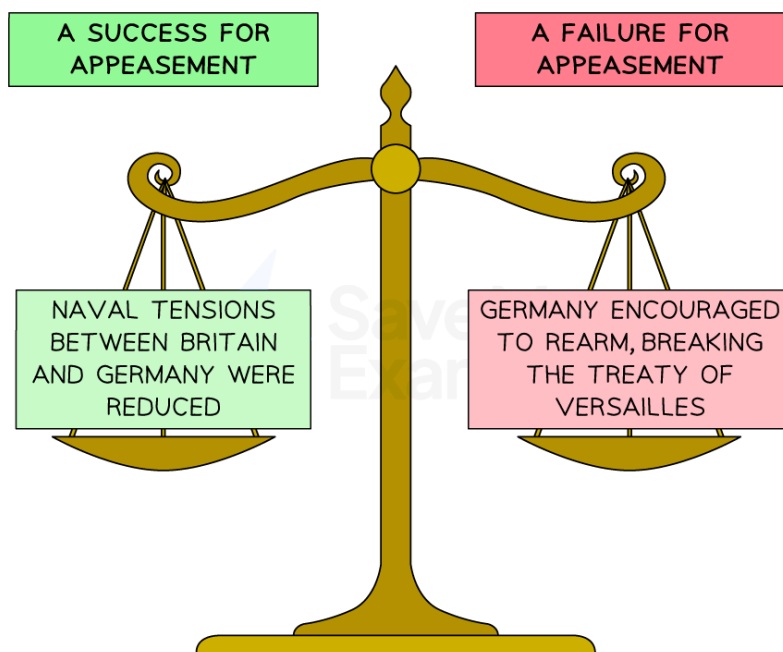 A SUCCESS FOR
APPEASEMENT
A FAILURE FOR
APPEASEMENT
NAVAL TENSIONS
BETWEEN BRITAIN
AND GERMANY WERE
REDUCED
GERMANY ENCOURAGED
TO REARM, BREAKING
THE TREATY OF
VERSAILLES